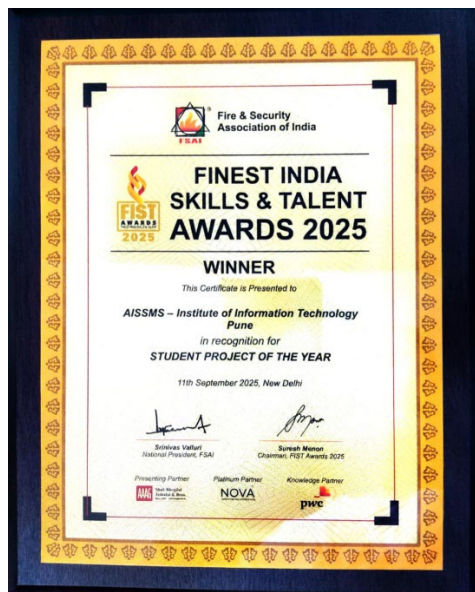 FSAI
Fire & Security
Association of India
FIST
AWARDS
2025
FINEST INDIA
SKILLS & TALENT
AWARDS 2025
WINNER
This Certificate is Presented to
AISSMS – Institute of Information Technology
Pune
in recognition for
STUDENT PROJECT OF THE YEAR
11th September 2025, New Delhi
Srinivas Valluri
National President, FSAI
Suresh Menon
Chairman, FIST Awards 2025
Presenting Partner
Platinum Partner
Knowledge Partner
NOVA
pwc